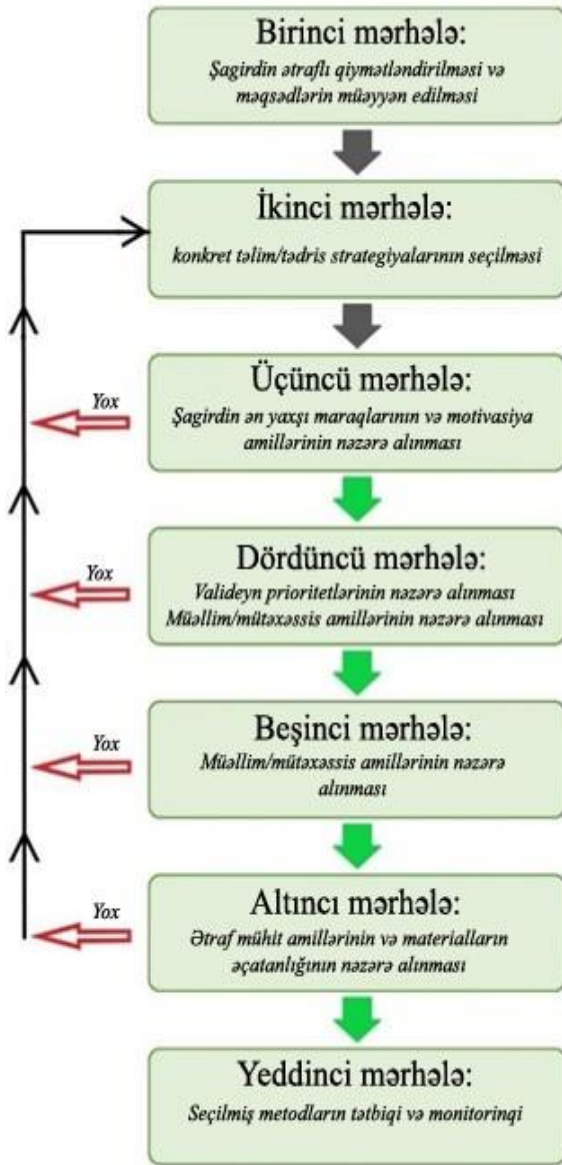 Birinci mərhələ:
Şagirdin ətraflı qiymətləndirilməsi və
məqsədlərin müəyyən edilməsi
İkinci mərhələ:
konkret təlim/tədris strategiyalarının seçilməsi
Üçüncü mərhələ:
Şagirdin ən yaxşı maraqlarının və motivasiya
amillərinin nəzərə alınması
Yox
Dördüncü mərhələ:
Valideyn prioritetlərinin nəzərə alınması
Müəllim/mütəxəssis amillərinin nəzərə alınması
Yox
Beşinci mərhələ:
Müəllim/mütəxəssis amillərinin nəzərə
alınması
Yox
Altıncı mərhələ:
Ətraf mühit amillərinin və materialların
əçatanlığının nəzərə alınması
Yox
Yeddinci mərhələ:
Seçilmiş metodların tətbiqi və monitorinqi